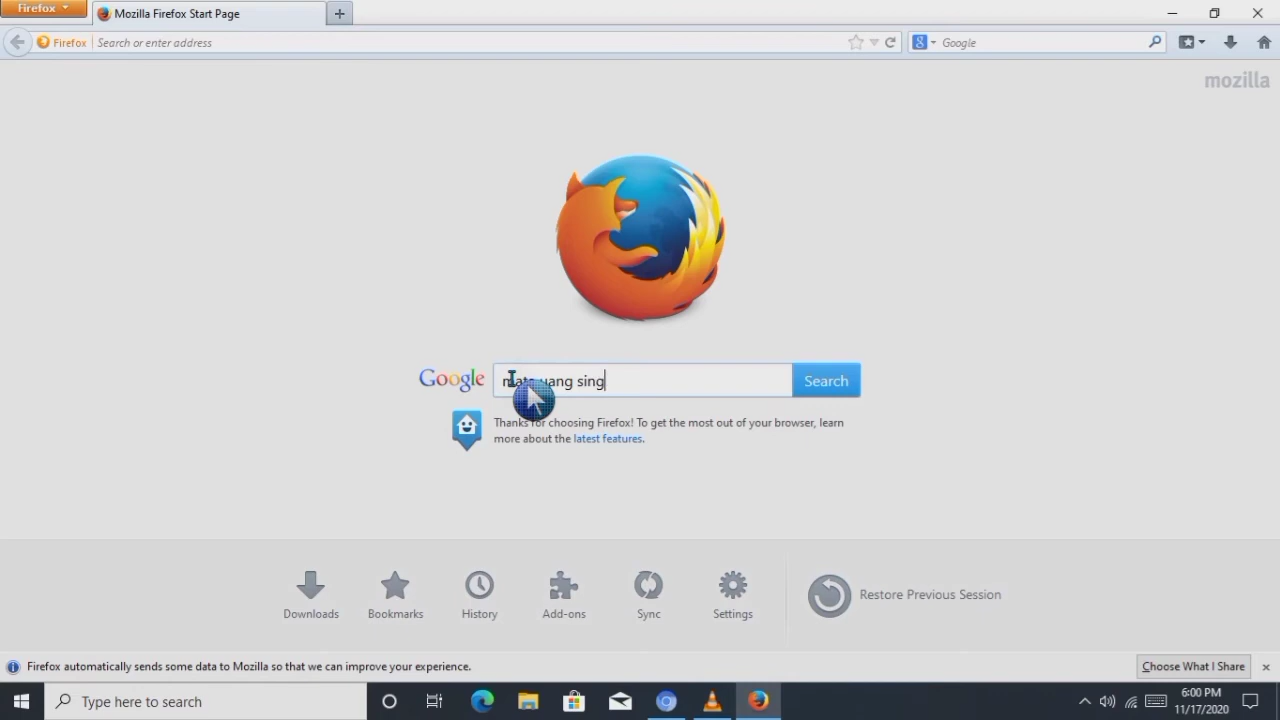 Firefox
Mozilla Firefox Start Page
Firefox
Search or enter address
Google
mozilla
Google
mata uang sing
Search
Thanks for choosing Firefox! To get the most out of your browser, learn
more about the latest features.
Downloads
Bookmarks
History
Add-ons
Sync
Settings
Restore Previous Session
Firefox automatically sends some data to Mozilla so that we can improve your experience.
Choose What I Share
Type here to search
6:00 PM
11/17/2020